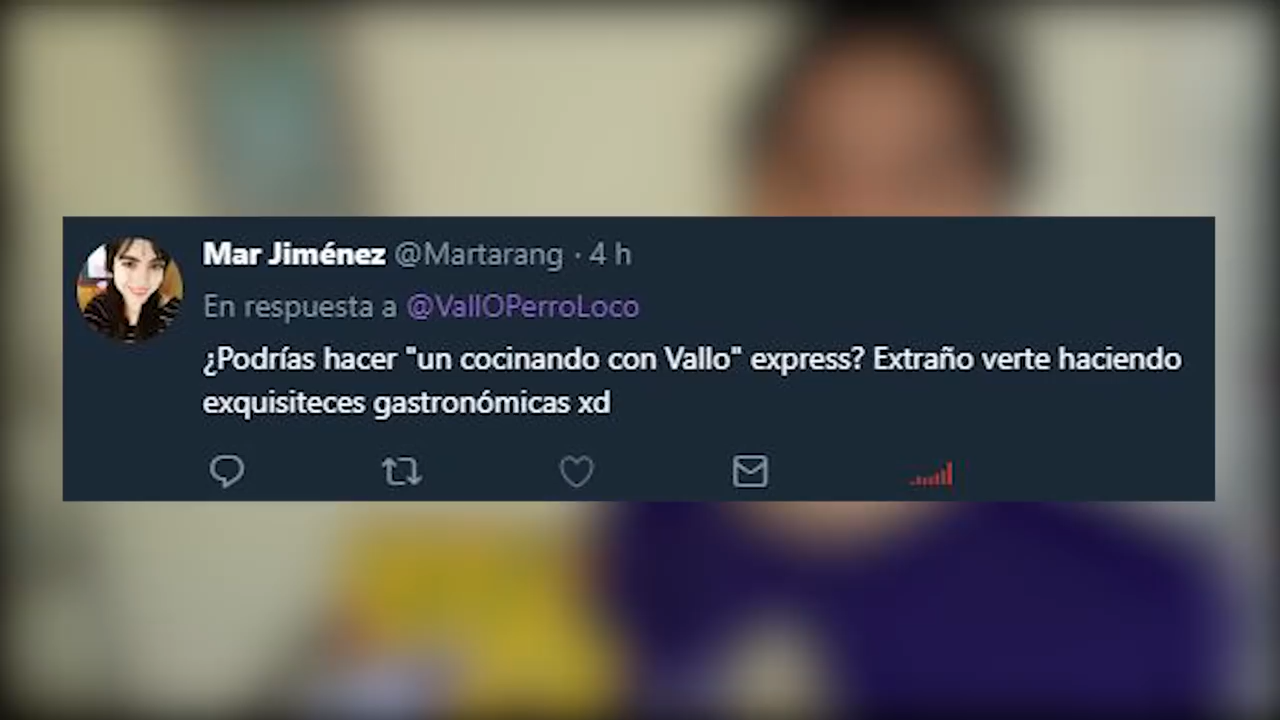 Mar Jiménez @Martarang · 4 h
En respuesta a @VallOPerroLoco
¿Podrías hacer "un cocinando con Vallo" express? Extraño verte haciendo
exquisiteces gastronómicas xd